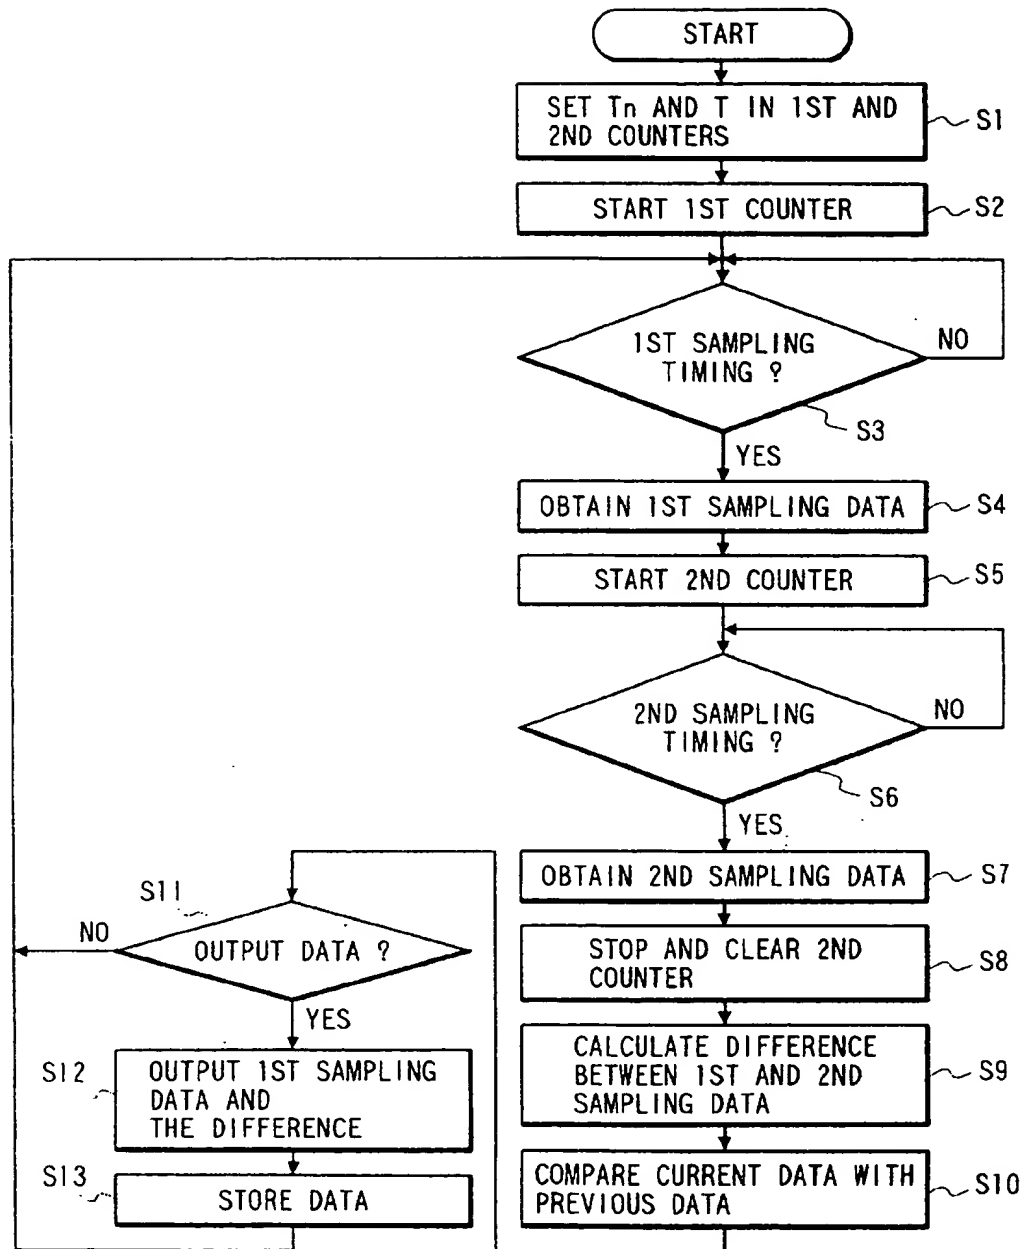 START
SET Tn AND T IN 1ST AND
2ND COUNTERS
S1
START 1ST COUNTER
S2
1ST SAMPLING
TIMING ?
NO
S3
YES
OBTAIN 1ST SAMPLING DATA
S4
START 2ND COUNTER
S5
2ND SAMPLING
TIMING ?
NO
S6
YES
OBTAIN 2ND SAMPLING DATA
S7
STOP AND CLEAR 2ND
COUNTER
S8
CALCULATE DIFFERENCE
BETWEEN 1ST AND 2ND
SAMPLING DATA
S9
COMPARE CURRENT DATA WITH
PREVIOUS DATA
S10
S11
NO
OUTPUT DATA ?
YES
S12
OUTPUT 1ST SAMPLING
DATA AND
THE DIFFERENCE
S13
STORE DATA